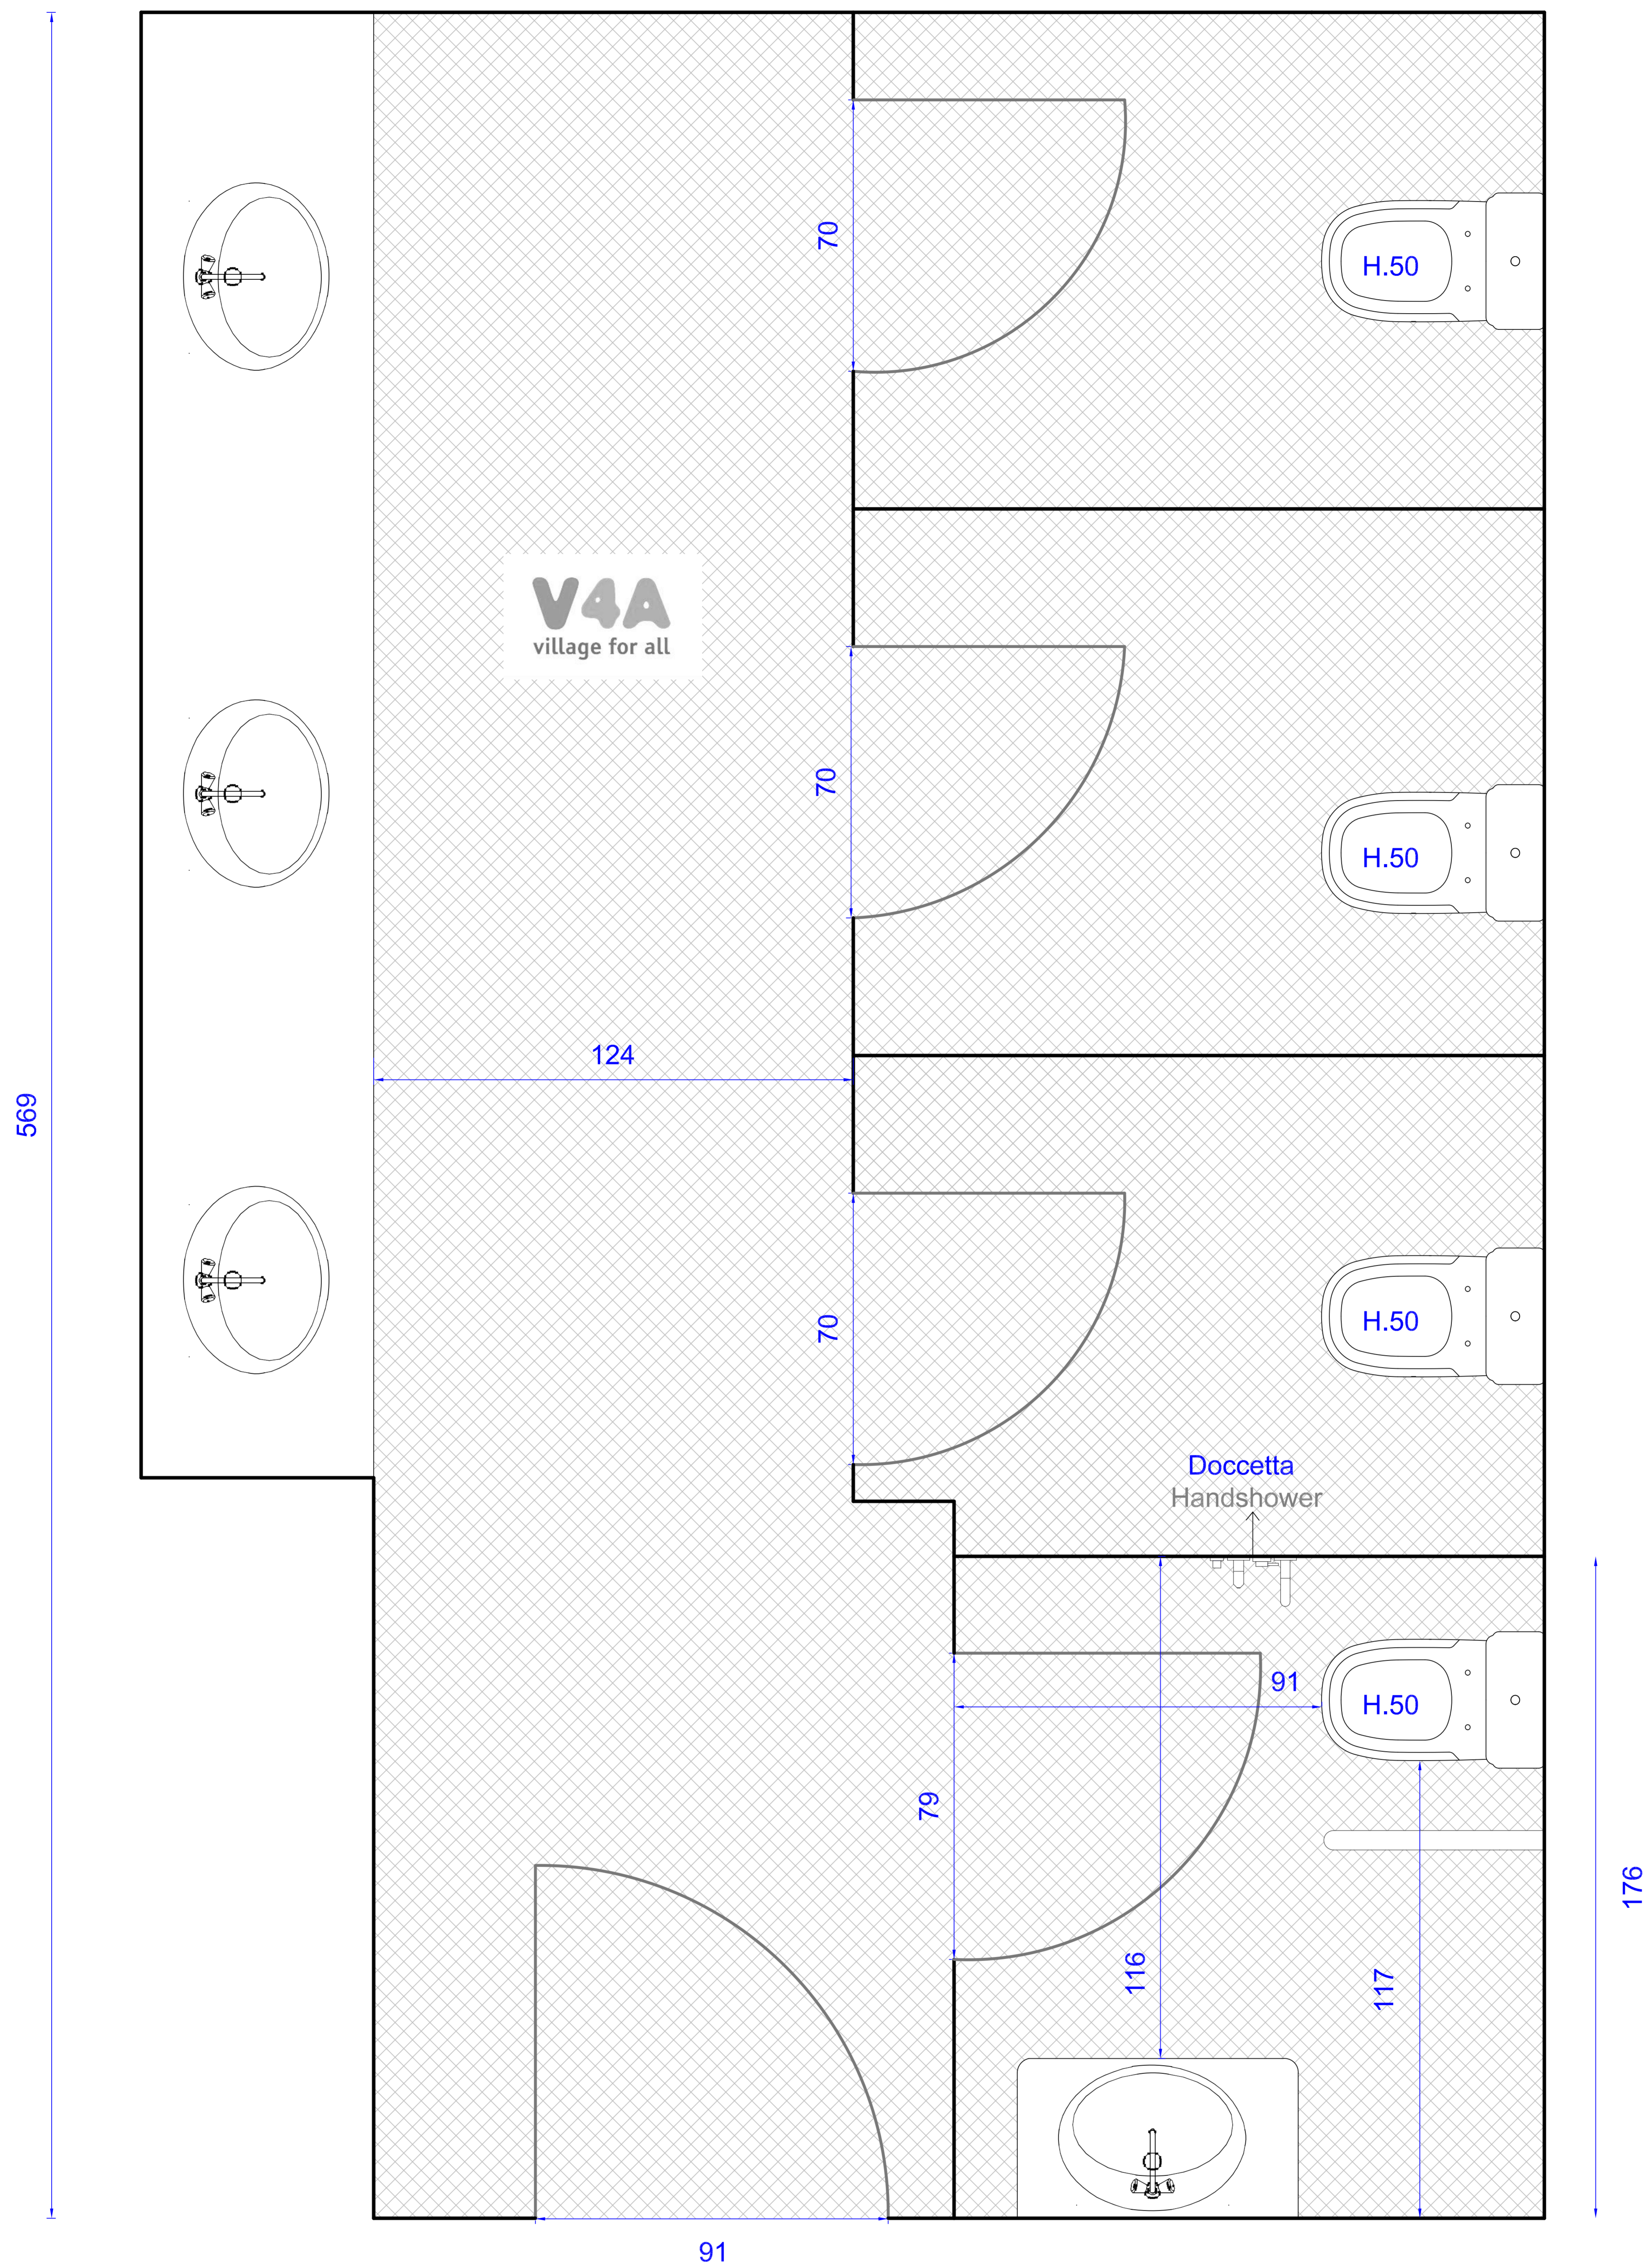 70
H.50
V4A
village for all
70
H.50
124
569
70
H.50
Doccetta
Handshower
91
H.50
79
176
116
117
91